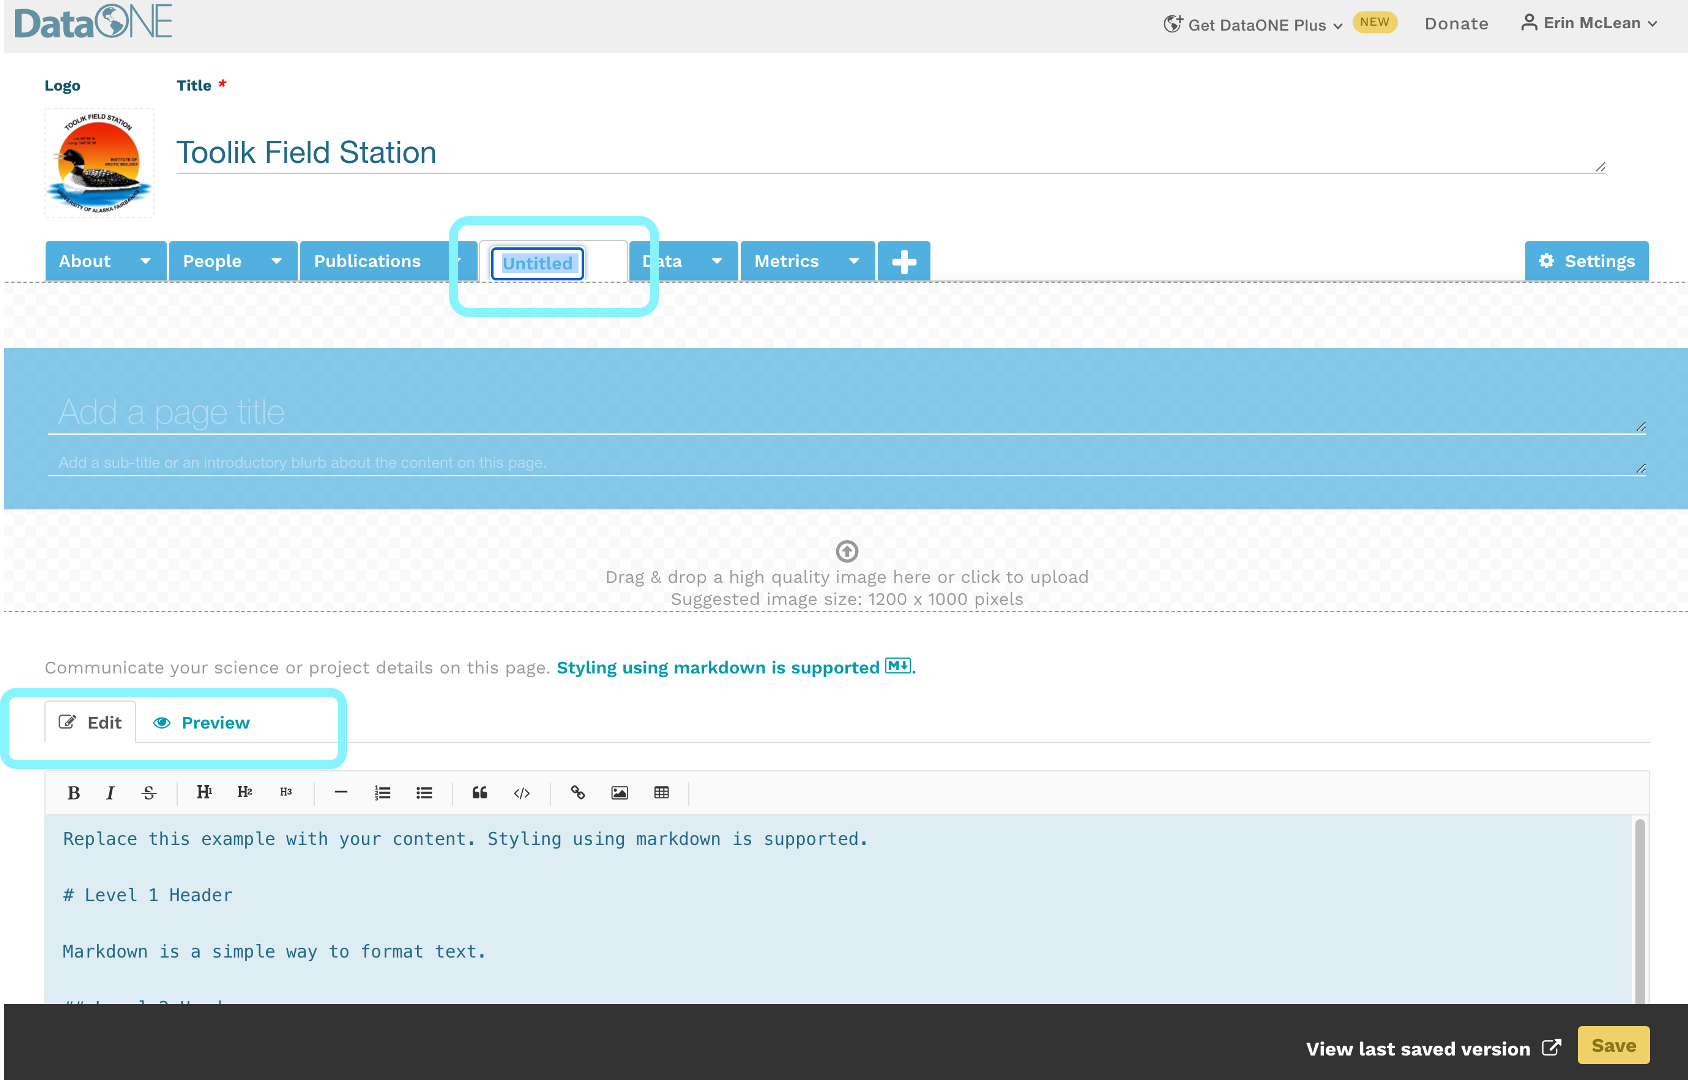 DataONE
Get DataONE Plus
NEW
Donate
Erin McLean
Logo
Title *
TOOLIK FIELD STATION
INSTITUTE OF
ARCTIC BIOLOGY
UNIVERSITY OF ALASKA FAIRBANKS
Toolik Field Station
About
People
Publications
Untitled
Data
Metrics
Settings
Add a page title
Add a sub-title or an introductory blurb about the content on this page.
Drag & drop a high quality image here or click to upload
Suggested image size: 1200 x 1000 pixels
Communicate your science or project details on this page. Styling using markdown is supported M↓.
Edit
Preview
B I S H1 H2 H3
Replace this example with your content. Styling using markdown is supported.
# Level 1 Header
Markdown is a simple way to format text.
View last saved version
Save